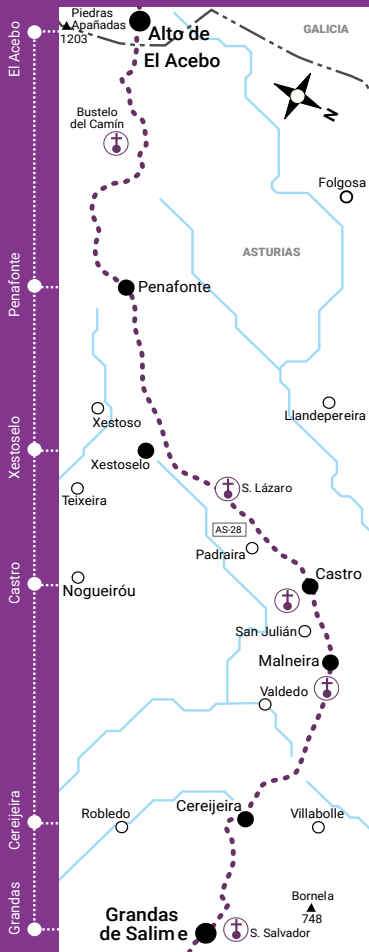 Piedras
Apañadas
1203
Alto de
El Acebo
GALICIA
El Acebo
N
Bustelo
del Camín
Folgosa
ASTURIAS
Penafonte
Penafonte
Llandepereira
Xestoso
Xestoselo
Xestoselo
Teixeira
S. Lázaro
AS-28
Padraira
Castro
Castro
Nogueiróu
San Julián
Malneira
Valdedo
Cereijeira
Cereijeira
Robledo
Villabolle
Grandas
Grandas
de Salime
S. Salvador
Bornela
748